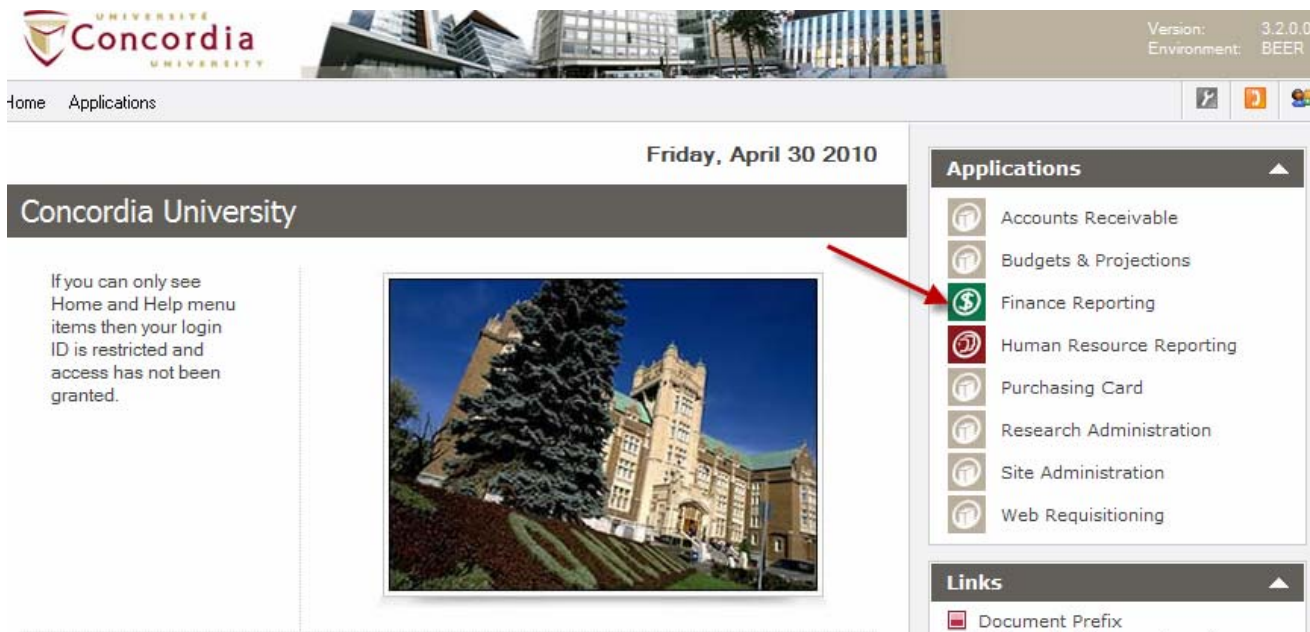 UNIVERSITÉ
Concordia
UNIVERSITY
Version: 3.2.0.0
Environment: BEER
Home Applications
Friday, April 30 2010
Concordia University
If you can only see
Home and Help menu
items then your login
ID is restricted and
access has not been
granted.
Applications
Accounts Receivable
Budgets & Projections
Finance Reporting
Human Resource Reporting
Purchasing Card
Research Administration
Site Administration
Web Requisitioning
Links
Document Prefix